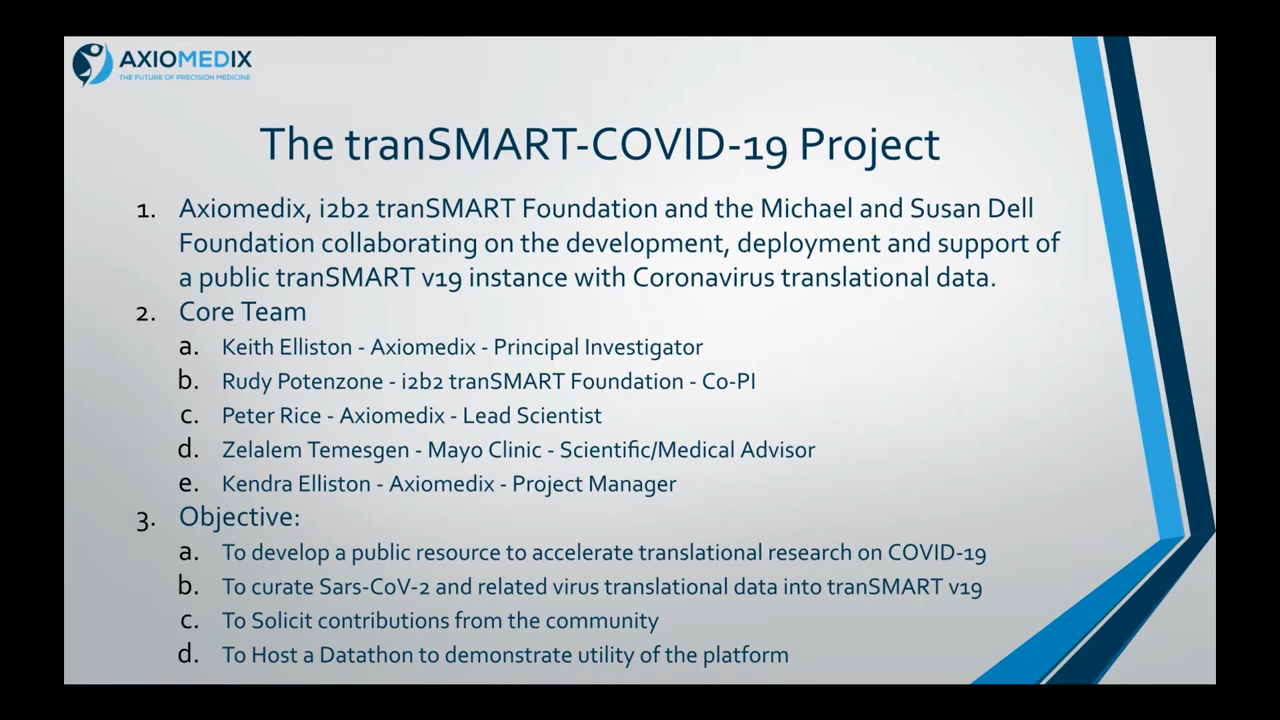 AXIOMEDIX
THE FUTURE OF PRECISION MEDICINE
The tranSMART-COVID-19 Project
1. Axiomedix, i2b2 tranSMART Foundation and the Michael and Susan Dell
Foundation collaborating on the development, deployment and support of
a public tranSMART v19 instance with Coronavirus translational data.
2. Core Team
a. Keith Elliston - Axiomedix - Principal Investigator
b. Rudy Potenzone - i2b2 tranSMART Foundation - Co-PI
c. Peter Rice - Axiomedix - Lead Scientist
d. Zelalem Temesgen - Mayo Clinic - Scientific/Medical Advisor
e. Kendra Elliston - Axiomedix - Project Manager
3. Objective:
a. To develop a public resource to accelerate translational research on COVID-19
b. To curate Sars-CoV-2 and related virus translational data into tranSMART v19
c. To Solicit contributions from the community
d. To Host a Datathon to demonstrate utility of the platform